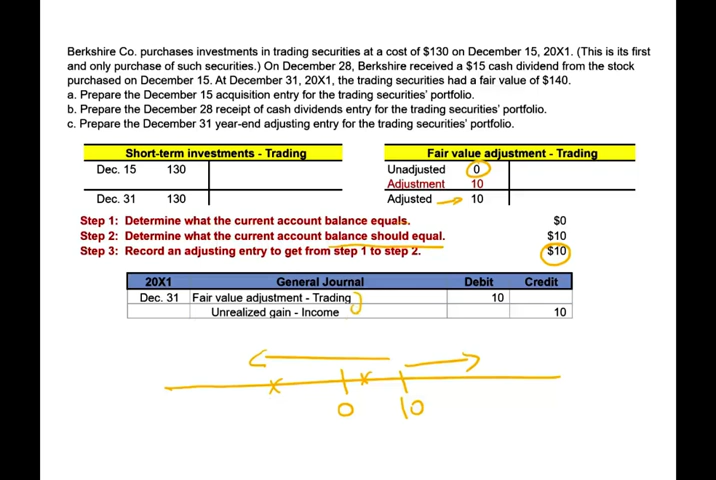 Berkshire Co. purchases investments in trading securities at a cost of $130 on December 15, 20X1. (This is its first
and only purchase of such securities.) On December 28, Berkshire received a $15 cash dividend from the stock
purchased on December 15. At December 31, 20X1, the trading securities had a fair value of $140.
a. Prepare the December 15 acquisition entry for the trading securities' portfolio.
b. Prepare the December 28 receipt of cash dividends entry for the trading securities' portfolio.
c. Prepare the December 31 year-end adjusting entry for the trading securities' portfolio.
Short-term investments - Trading
Dec. 15 130
Dec. 31 130
Fair value adjustment - Trading
Unadjusted 0
Adjustment 10
Adjusted 10
Step 1: Determine what the current account balance equals. $0
Step 2: Determine what the current account balance should equal. $10
Step 3: Record an adjusting entry to get from step 1 to step 2. $10
20X1 General Journal Debit Credit
Dec. 31 Fair value adjustment - Trading 10
Unrealized gain - Income 10
0 10